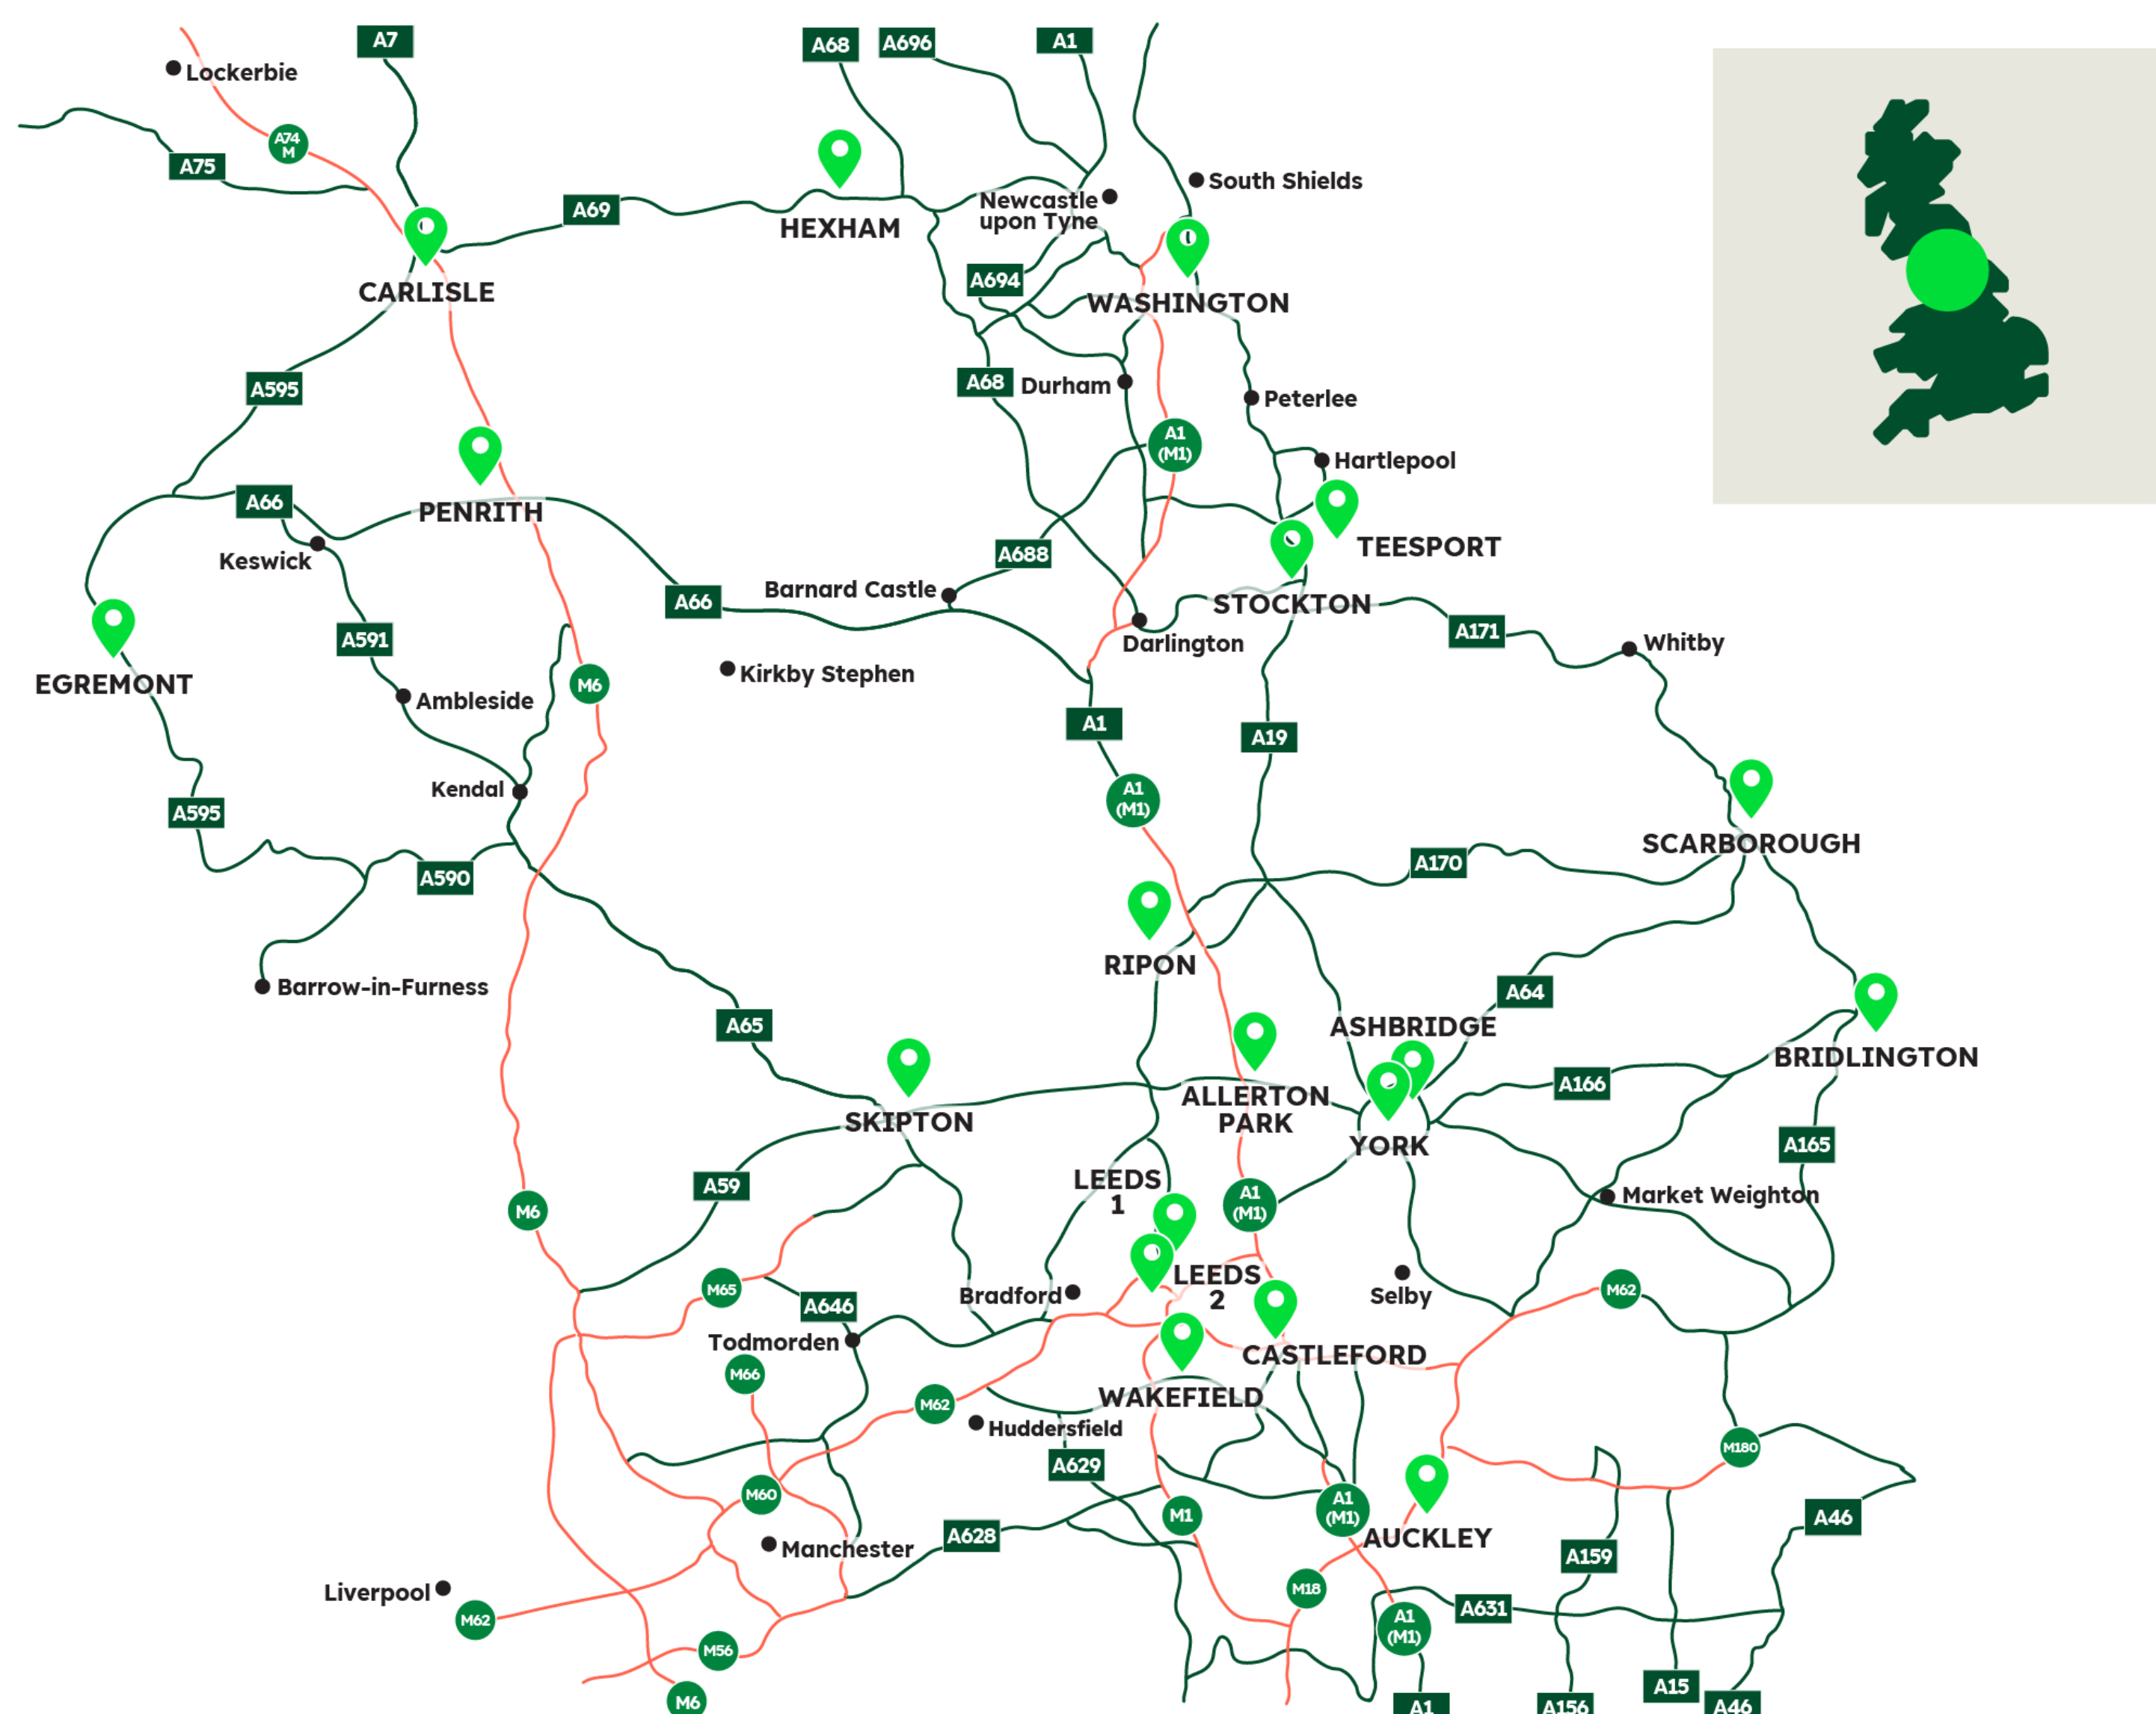 A7
A68
A696
A1
Lockerbie
A74
M
A75
South Shields
Newcastle
upon Tyne
A69
HEXHAM
A694
CARLISLE
WASHINGTON
A595
A68
Durham
Peterlee
A1
(M1)
Hartlepool
A66
PENRITH
TEESPORT
Keswick
A688
Barnard Castle
A66
STOCKTON
A591
Darlington
A171
Whitby
Kirkby Stephen
EGREMONT
M6
Ambleside
A1
A19
Kendal
A1
(M1)
A595
SCARBOROUGH
A170
A590
RIPON
Barrow-in-Furness
A64
A65
ASHBRIDGE
BRIDLINGTON
A166
ALLERTON
PARK
SKIPTON
YORK
A165
A59
LEEDS
1
A1
(M1)
Market Weighton
M6
LEEDS
2
M65
Bradford
Selby
M62
A646
Todmorden
CASTLEFORD
M66
WAKEFIELD
M62
Huddersfield
M180
A629
M60
A1
(M1)
M1
A46
AUCKLEY
A628
Manchester
A159
Liverpool
M18
A631
M62
A1
(M1)
M56
A15
M6
A1
A156
A46